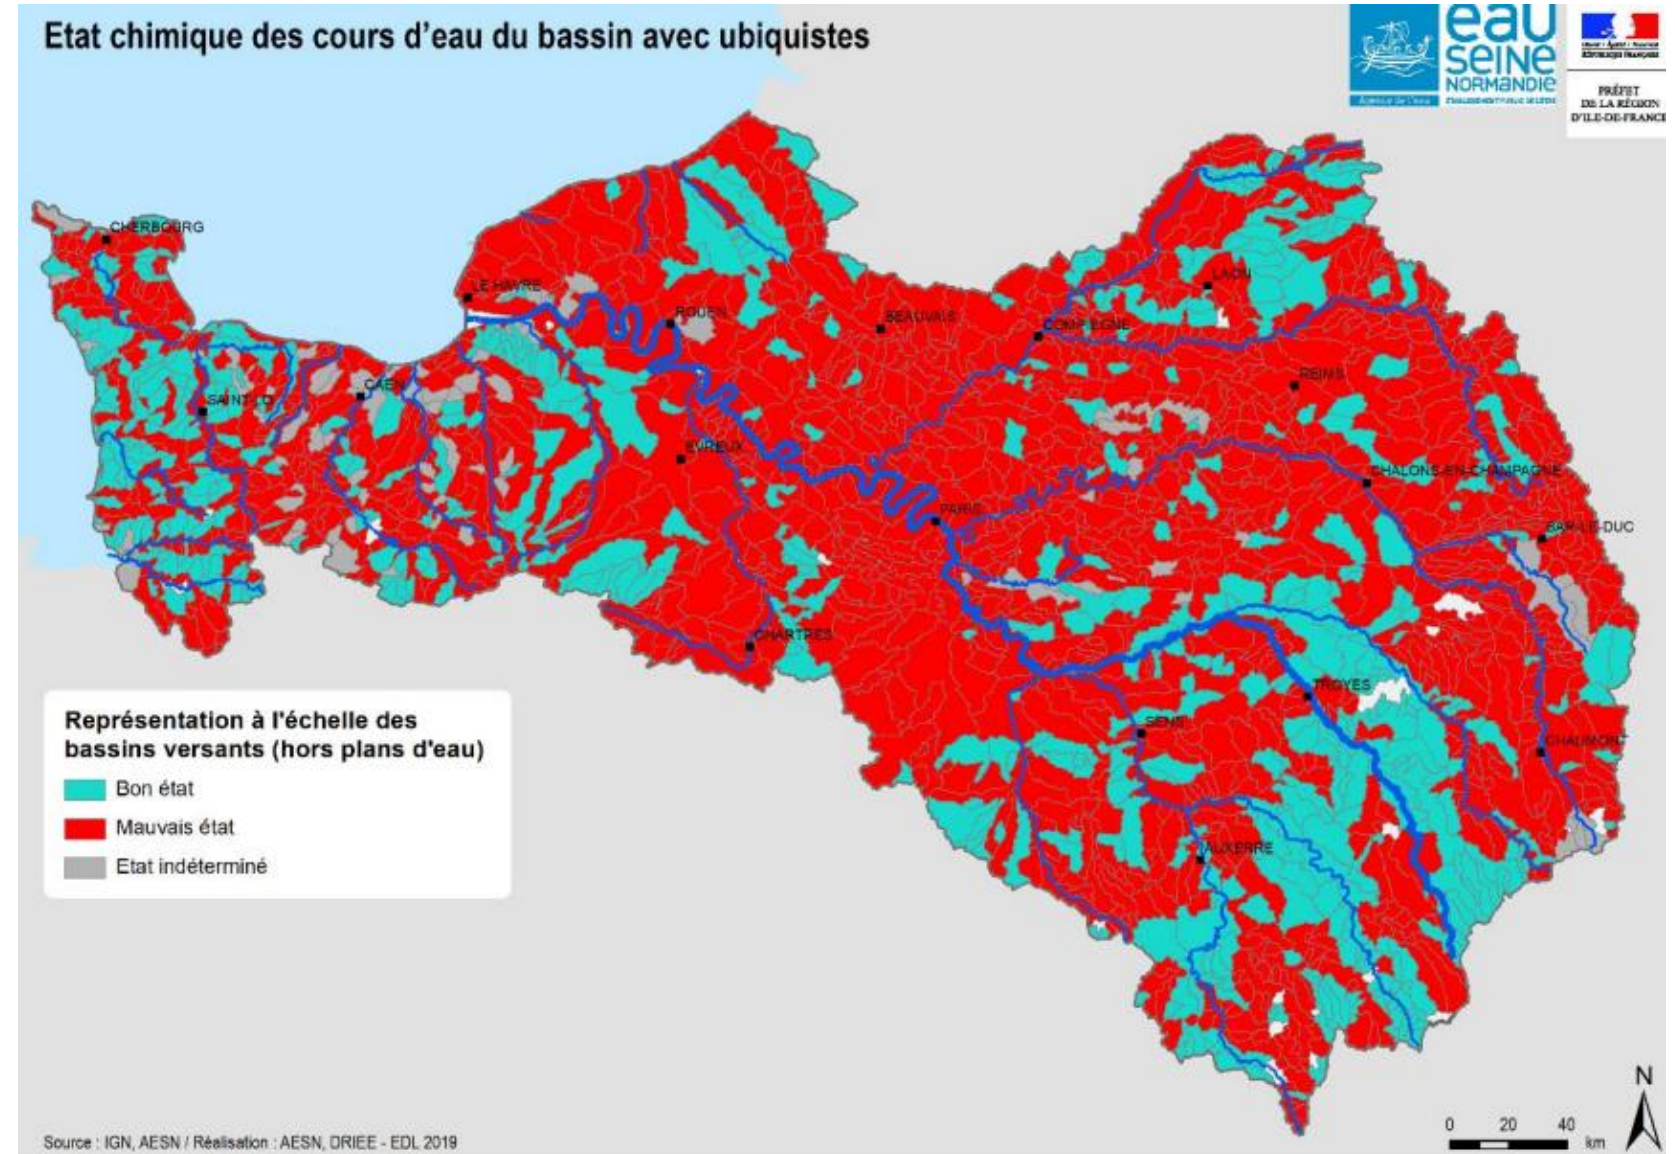 Etat chimique des cours d'eau du bassin avec ubiquistes
eau
SEINE
NORMANDIE
Agence de l'eau
PRÉFET
DE LA RÉGION
D'ILE-DE-FRANCE
CHERBOURG
LE HAVRE
LAON
ROUEN
BEAUVAIS
COMPIEGNE
REIMS
CAEN
SAINT-LO
EVREUX
CHALONS-EN-CHAMPAGNE
PARIS
BAR-LE-DUC
CHARTRES
TROYES
SENS
CHAUMONT
AUXERRE
Représentation à l'échelle des
bassins versants (hors plans d'eau)
Bon état
Mauvais état
Etat indéterminé
N
0 20 40
km
Source : IGN, AESN / Réalisation : AESN, DRIEE - EDL 2019